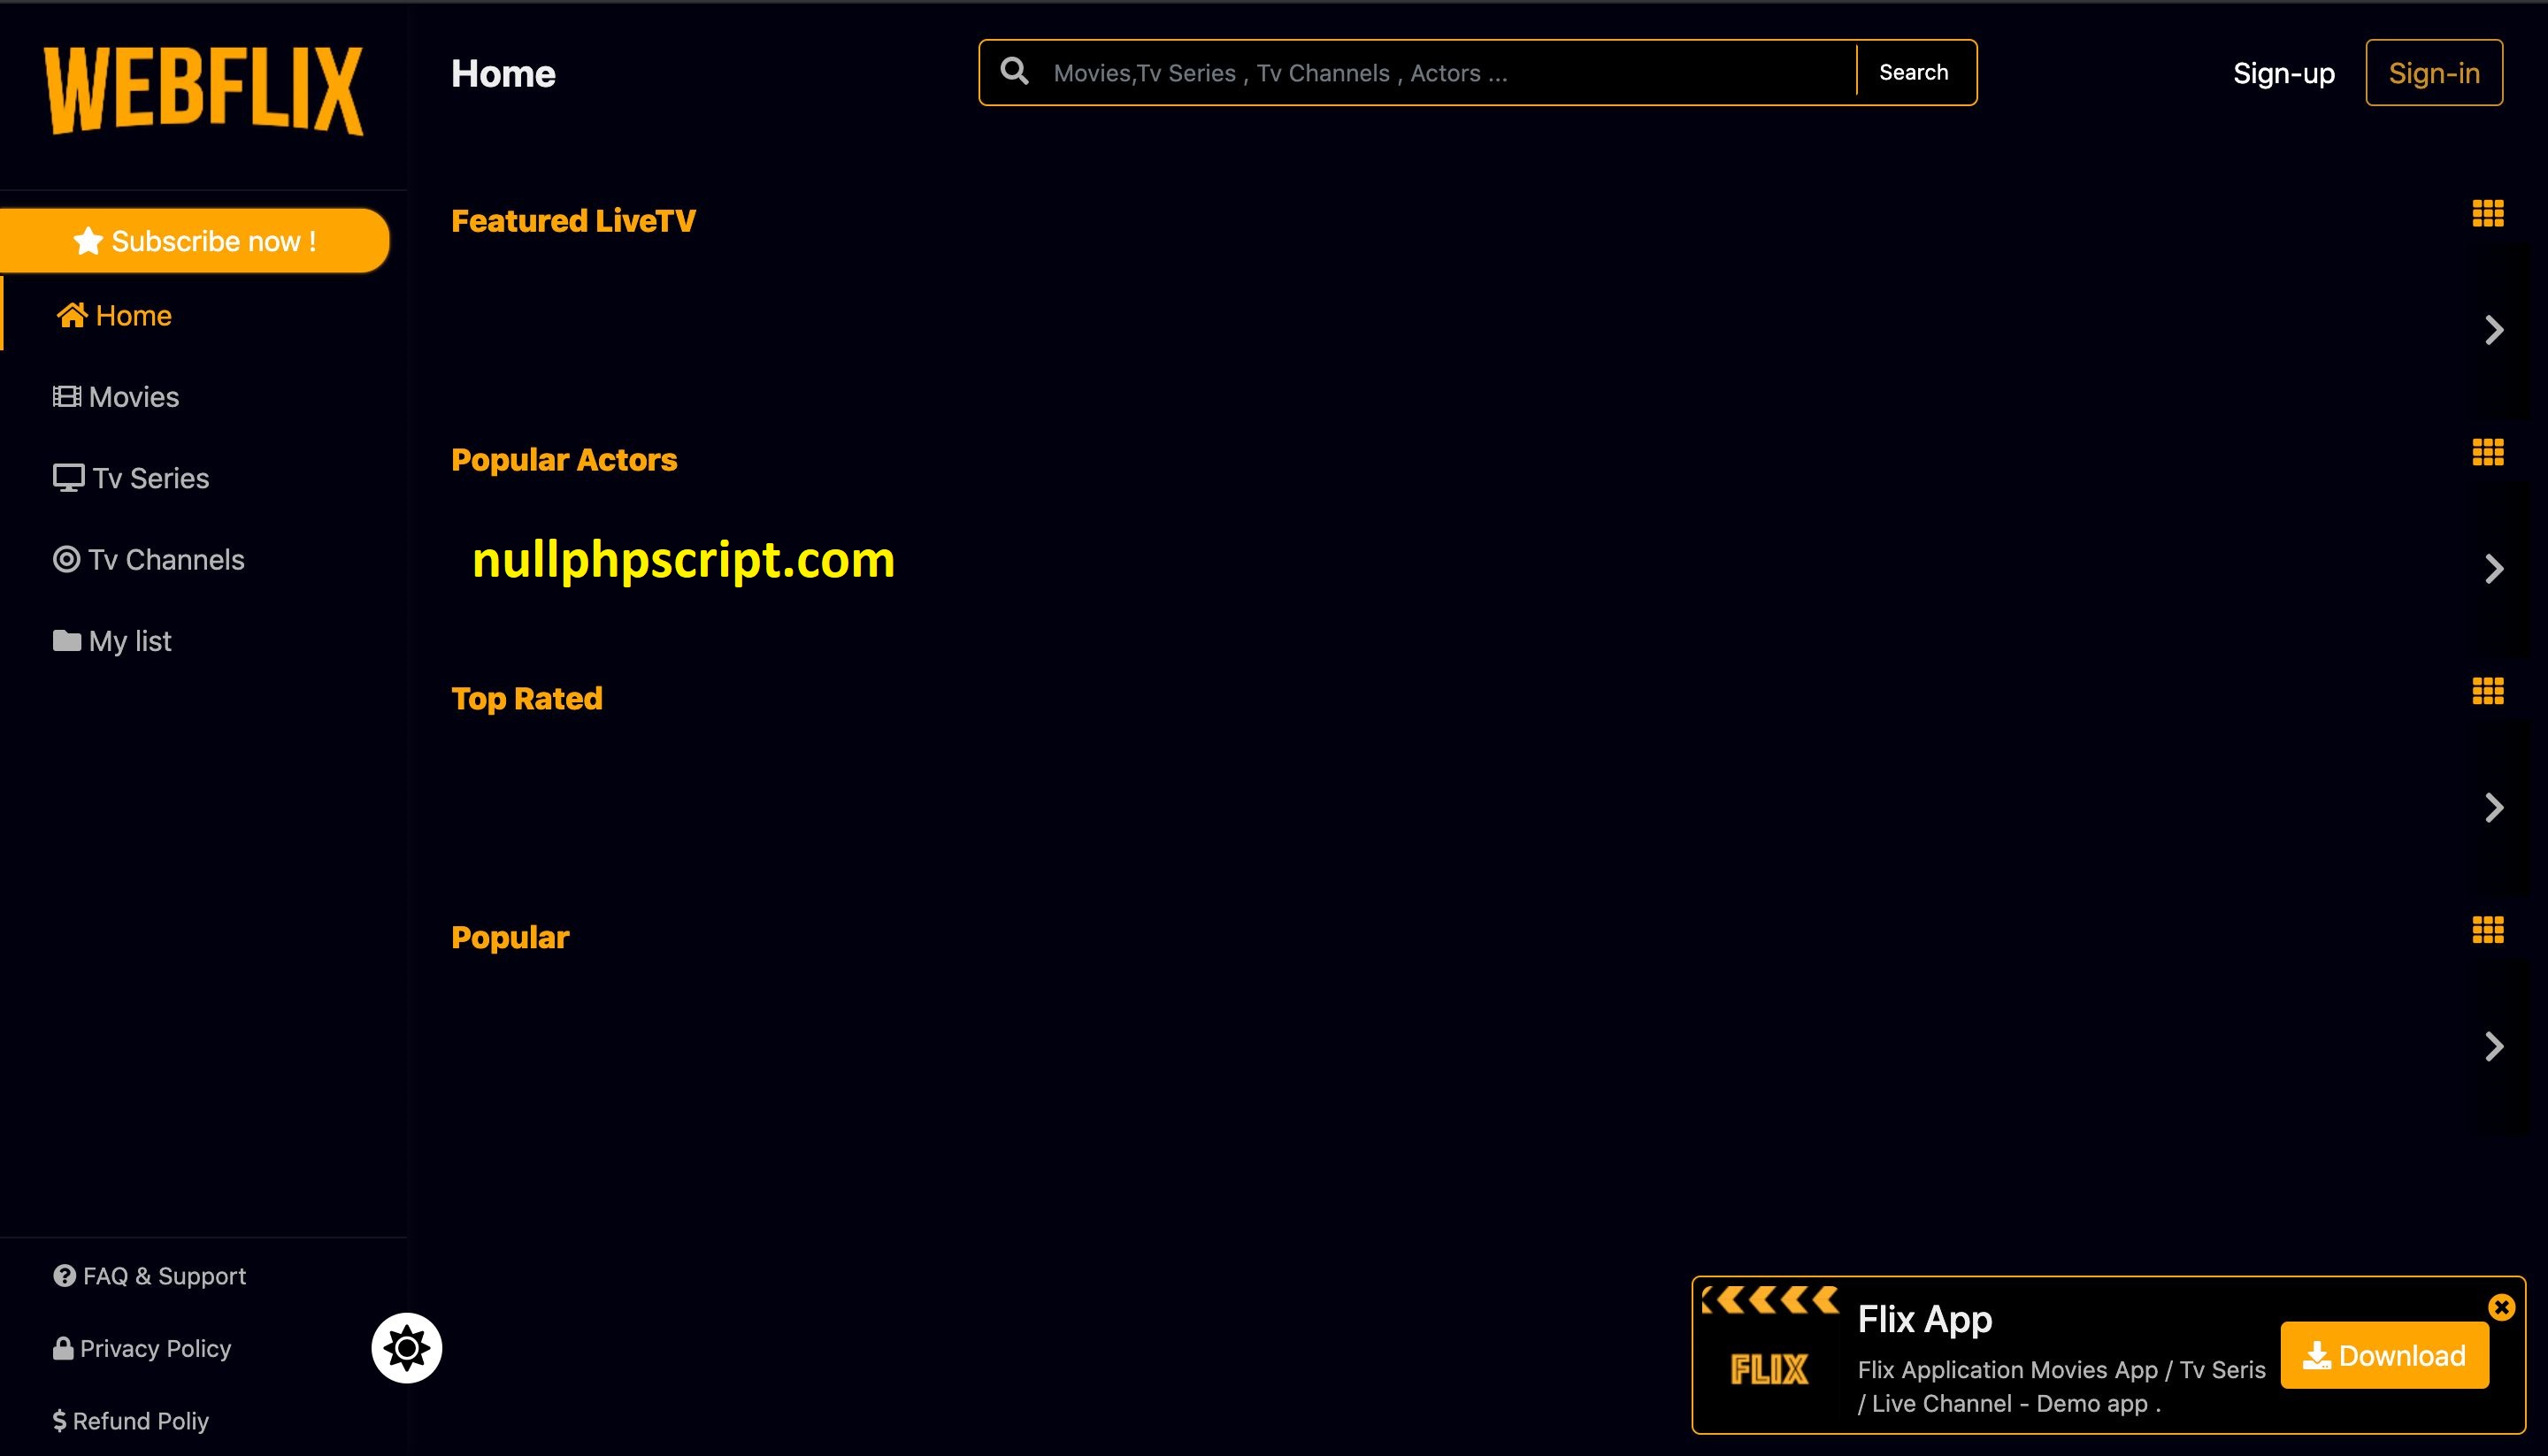 WEBFLIX
Home
Movies,Tv Series , Tv Channels , Actors ...
Search
Sign-up
Sign-in
Subscribe now !
Home
Movies
Tv Series
Tv Channels
My list
Featured LiveTV
Popular Actors
nullphpscript.com
Top Rated
Popular
FAQ & Support
Privacy Policy
Refund Poliy
FLIX
Flix App
Flix Application Movies App / Tv Seris
/ Live Channel - Demo app .
Download